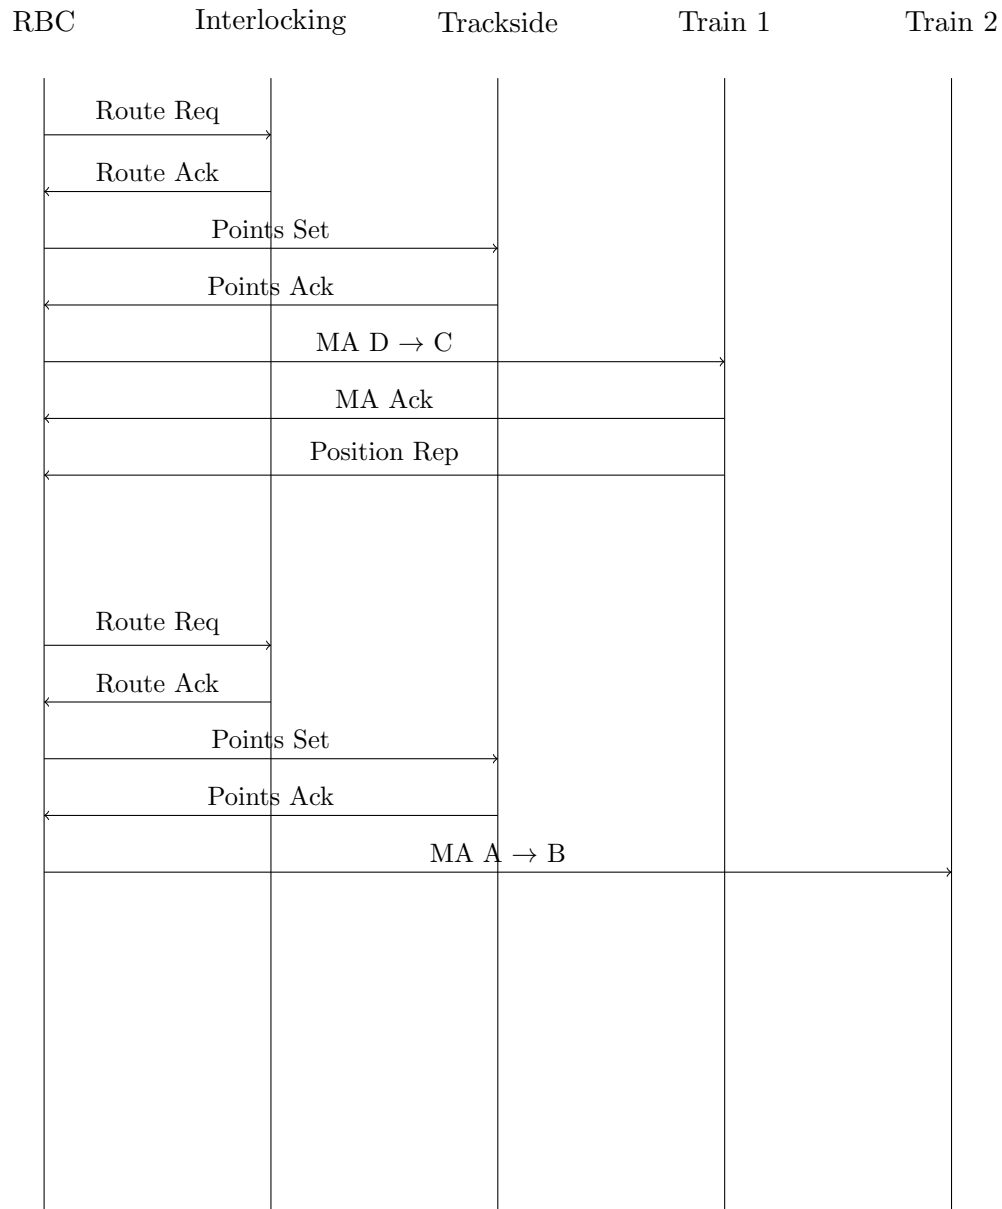 RBC Interlocking Trackside Train 1 Train 2
Route Req
Route Ack
Points Set
Points Ack
MA D → C
MA Ack
Position Rep
Route Req
Route Ack
Points Set
Points Ack
MA A → B